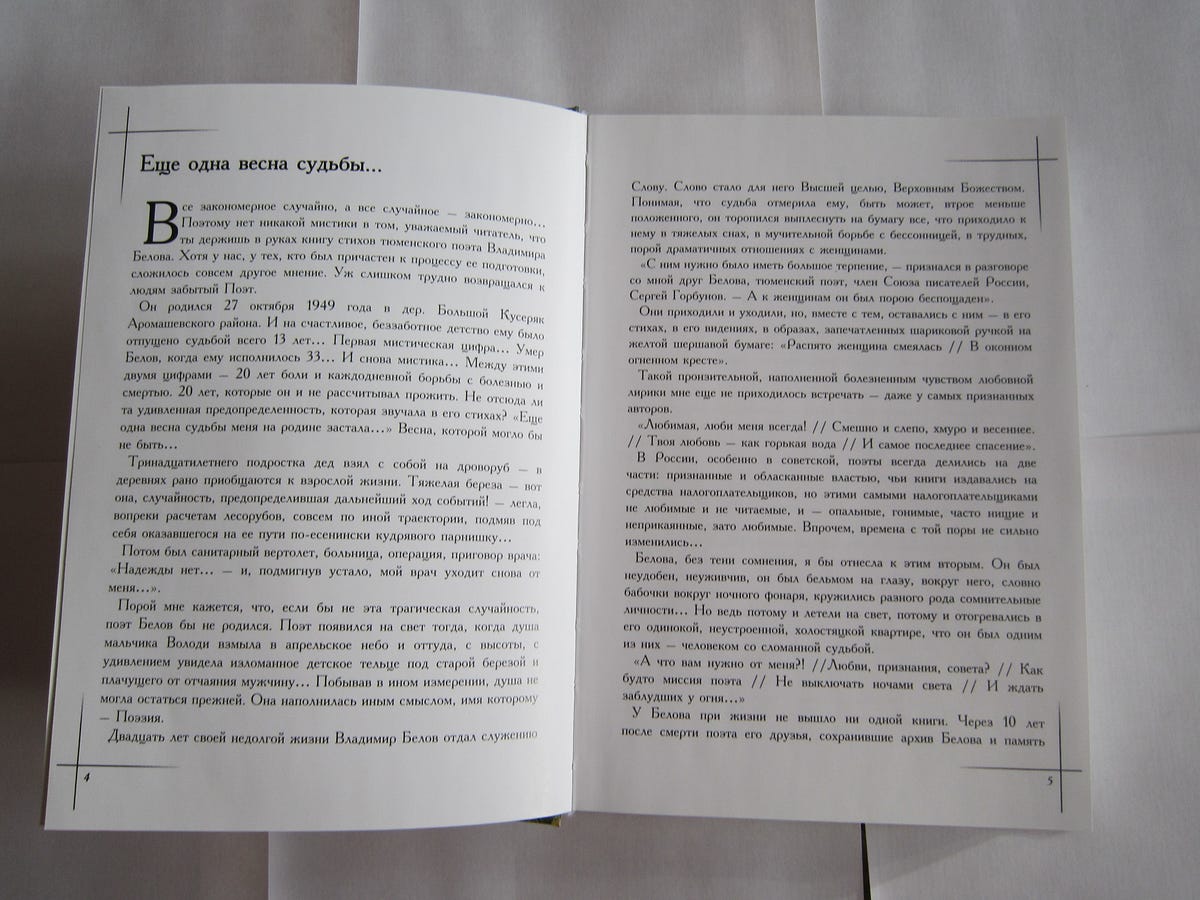 Еще одна весна судьбы...
Все закономерное случайно, а все случайное – закономерно...
Поэтому нет никакой мистики в том, уважаемый читатель, что
ты держишь в руках книгу стихов тюменского поэта Владимира
Белова. Хотя у нас, у тех, кто был причастен к процессу ее подготовки,
сложилось совсем другое мнение. Уж слишком трудно возвращался к
людям забытый Поэт.
Он родился 27 октября 1949 года в дер. Большой Кусеряк
Аромашевского района. И на счастливое, беззаботное детство ему было
отпущено судьбой всего 13 лет... Первая мистическая цифра... Умер
Белов, когда ему исполнилось 33... И снова мистика... Между этими
двумя цифрами – 20 лет боли и каждодневной борьбы с болезнью и
смертью. 20 лет, которые он и не рассчитывал прожить. Не отсюда ли
та удивленная предопределенность, которая звучала в его стихах? «Еще
одна весна судьбы меня на родине застала...» Весна, которой могло бы
не быть...
Тринадцатилетнего подростка дед взял с собой на дроворуб – в
деревнях рано приобщаются к взрослой жизни. Тяжелая береза – вот
она, случайность, предопределившая дальнейший ход событий! – легла,
вопреки расчетам лесорубов, совсем по иной траектории, подмяв под
себя оказавшегося на ее пути по-есенински кудрявого парнишку...
Потом был санитарный вертолет, больница, операция, приговор врача:
«Надежды нет... – и, подмигнув устало, мой врач уходит снова от
меня...».
Порой мне кажется, что, если бы не эта трагическая случайность,
поэт Белов бы не родился. Поэт появился на свет тогда, когда душа
мальчика Володи взмыла в апрельское небо и оттуда, с высоты, с
удивлением увидела изломанное детское тельце под старой березой и
плачущего от отчаяния мужчину... Побывав в ином измерении, душа не
могла остаться прежней. Она наполнилась иным смыслом, имя которому
– Поэзия.
Двадцать лет своей недолгой жизни Владимир Белов отдал служению
4
Слову. Слово стало для него Высшей целью, Верховным Божеством.
Понимая, что судьба отмерила ему, быть может, втрое меньше
положенного, он торопился выплеснуть на бумагу все, что приходило к
нему в тяжелых снах, в мучительной борьбе с бессонницей, в трудных,
порой драматичных отношениях с женщинами.
«С ним нужно было иметь большое терпение, – признался в разговоре
со мной друг Белова, тюменский поэт, член Союза писателей России,
Сергей Горбунов. – А к женщинам он был порою беспощаден».
Они приходили и уходили, но, вместе с тем, оставались с ним – в его
стихах, в его видениях, в образах, запечатленных шариковой ручкой на
желтой шершавой бумаге: «Распято женщина смеялась // В оконном
огненном кресте».
Такой пронзительной, наполненной болезненным чувством любовной
лирики мне еще не приходилось встречать – даже у самых признанных
авторов.
«Любимая, люби меня всегда! // Смешно и слепо, хмуро и весеннее.
// Твоя любовь – как горькая вода // И самое последнее спасение».
В России, особенно в советской, поэты всегда делились на две
части: признанные и обласканные властью, чьи книги издавались на
средства налогоплательщиков, но этими самыми налогоплательщиками
не любимые и не читаемые, и – опальные, гонимые, часто нищие и
неприкаянные, зато любимые. Впрочем, времена с той поры не сильно
изменились...
Белова, без тени сомнения, я бы отнесла к этим вторым. Он был
неудобен, неуживчив, он был бельмом на глазу, вокруг него, словно
бабочки вокруг ночного фонаря, кружились разного рода сомнительные
личности... Но ведь потому и летели на свет, потому и отогревались в
его одинокой, неустроенной, холостяцкой квартире, что он был одним
из них – человеком со сломанной судьбой.
«А что вам нужно от меня?! //Любви, признания, совета? // Как
будто миссия поэта // Не выключать ночами света // И ждать
заблудших у огня...»
У Белова при жизни не вышло ни одной книги. Через 10 лет
после смерти поэта его друзья, сохранившие архив Белова и память
5